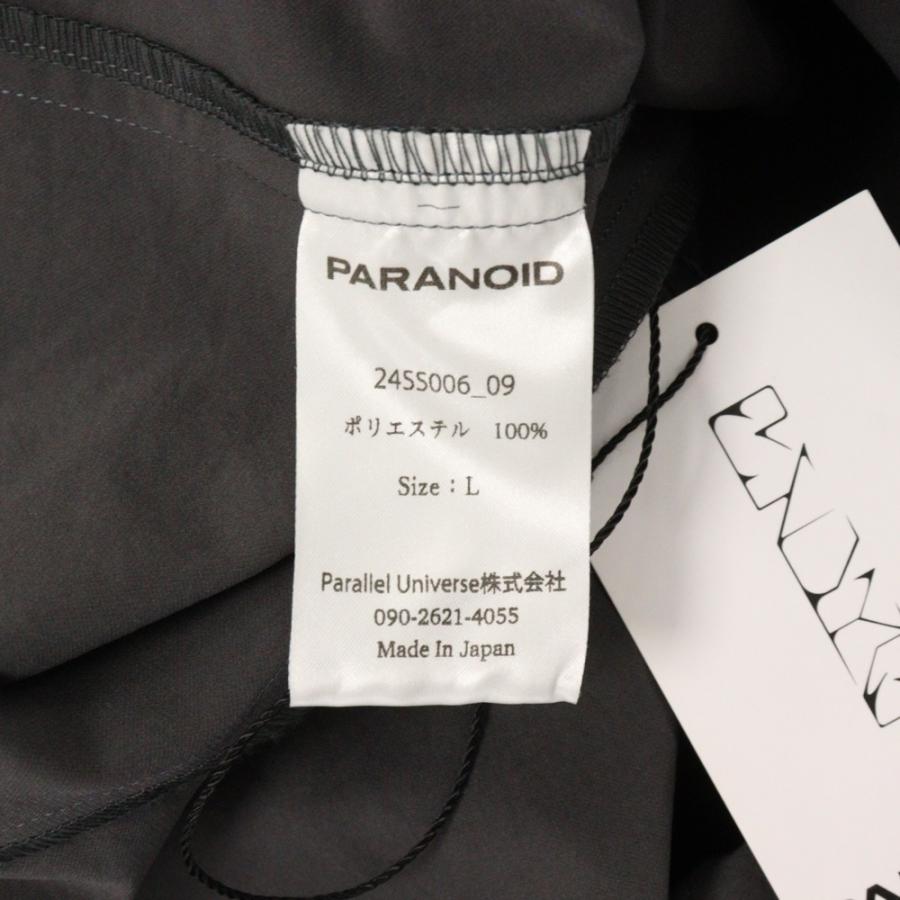 PARANOID
24SS006_09
ポリエステル 100%
Size : L
Parallel Universe株式会社
090-2621-4055
Made In Japan